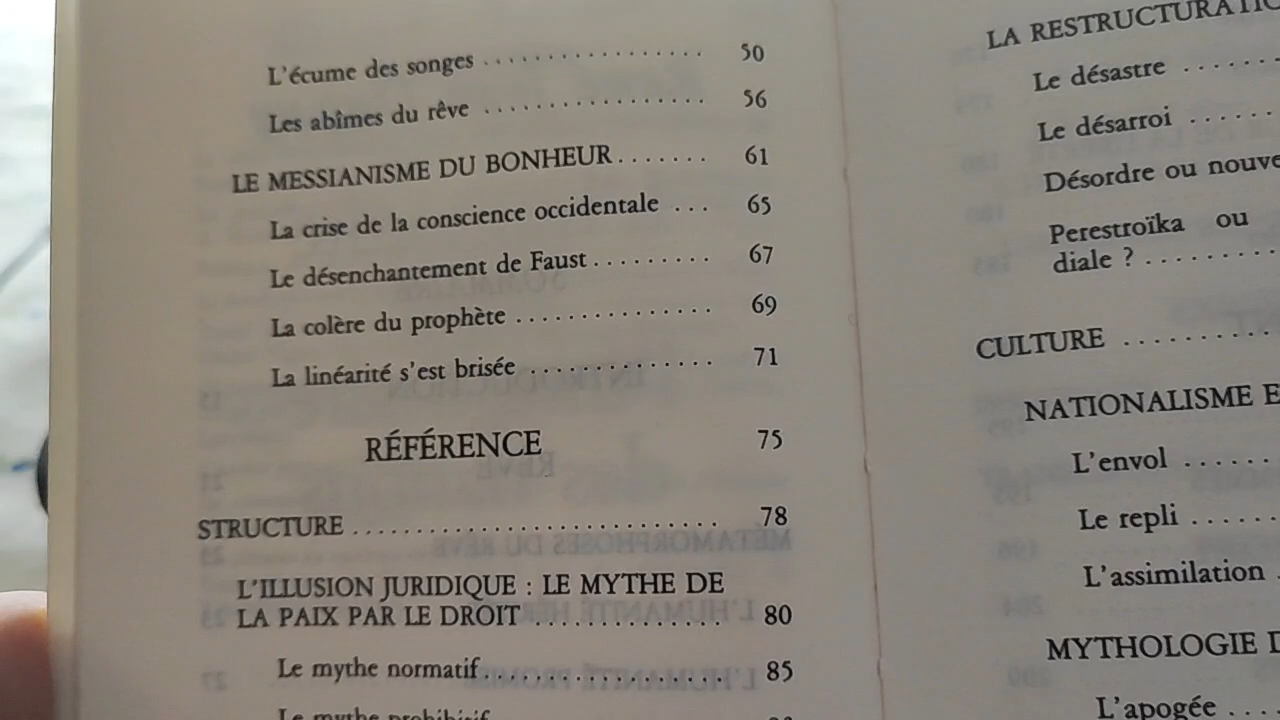 L'écume des songes .................. 50
Les abîmes du rêve .................. 56
LE MESSIANISME DU BONHEUR ....... 61
La crise de la conscience occidentale ... 65
Le désenchantement de Faust ......... 67
La colère du prophète ............... 69
La linéarité s'est brisée .............. 71
RÉFÉRENCE 75
STRUCTURE ............................. 78
L'ILLUSION JURIDIQUE : LE MYTHE DE
LA PAIX PAR LE DROIT .............. 80
Le mythe normatif .................. 85
Le mythe prohibitif
LA RESTRUCTURATIO
Le désastre .......
Le désarroi .......
Désordre ou nouve
Perestroïka ou
diale ? ..........
CULTURE ..........
NATIONALISME E
L'envol .......
Le repli .......
L'assimilation .
MYTHOLOGIE D
L'apogée ....